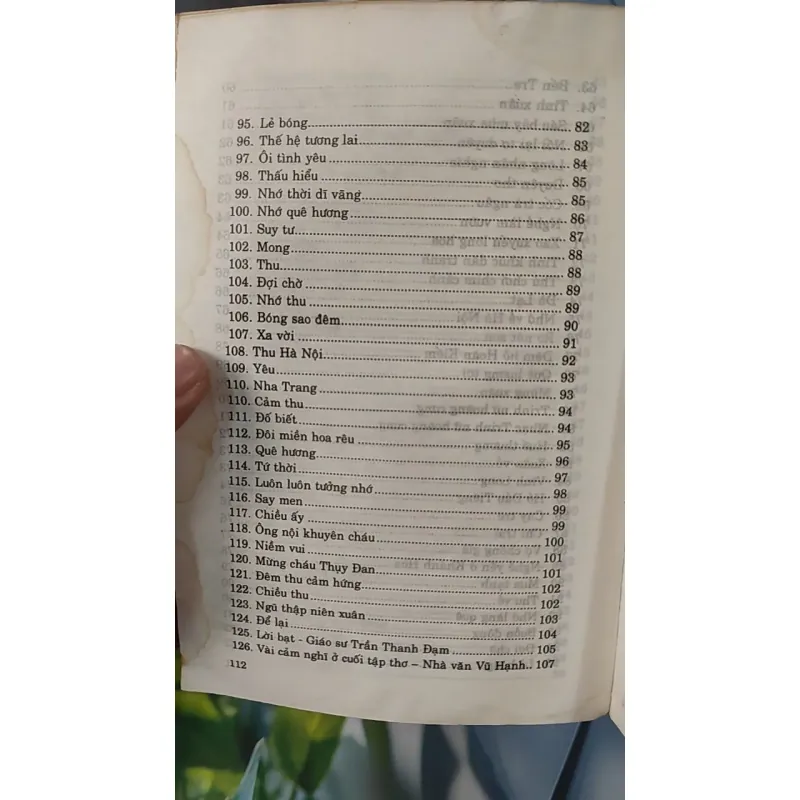 95. Lẻ bóng 82
96. Thế hệ tương lai 83
97. Ôi tình yêu 84
98. Thấu hiểu 85
99. Nhớ thời dĩ vãng 85
100. Nhớ quê hương 86
101. Suy tư 87
102. Mong 88
103. Thu 88
104. Đợi chờ 89
105. Nhớ thu 89
106. Bóng sao đêm 90
107. Xa vời 91
108. Thu Hà Nội 92
109. Yêu 93
110. Nha Trang 93
110. Cảm thu 94
111. Đố biết 94
112. Đôi miền hoa rêu 95
113. Quê hương 96
114. Tứ thời 97
115. Luôn luôn tưởng nhớ 98
116. Say men 99
117. Chiều ấy 99
118. Ông nội khuyên cháu 100
119. Niềm vui 101
120. Mừng cháu Thụy Đan 101
121. Đêm thu cảm hứng 102
122. Chiều thu 102
123. Ngũ thập niên xuân 103
124. Để lại 104
125. Lời bạt - Giáo sư Trần Thanh Đạm 105
126. Vài cảm nghĩ ở cuối tập thơ – Nhà văn Vũ Hạnh.. 107
112